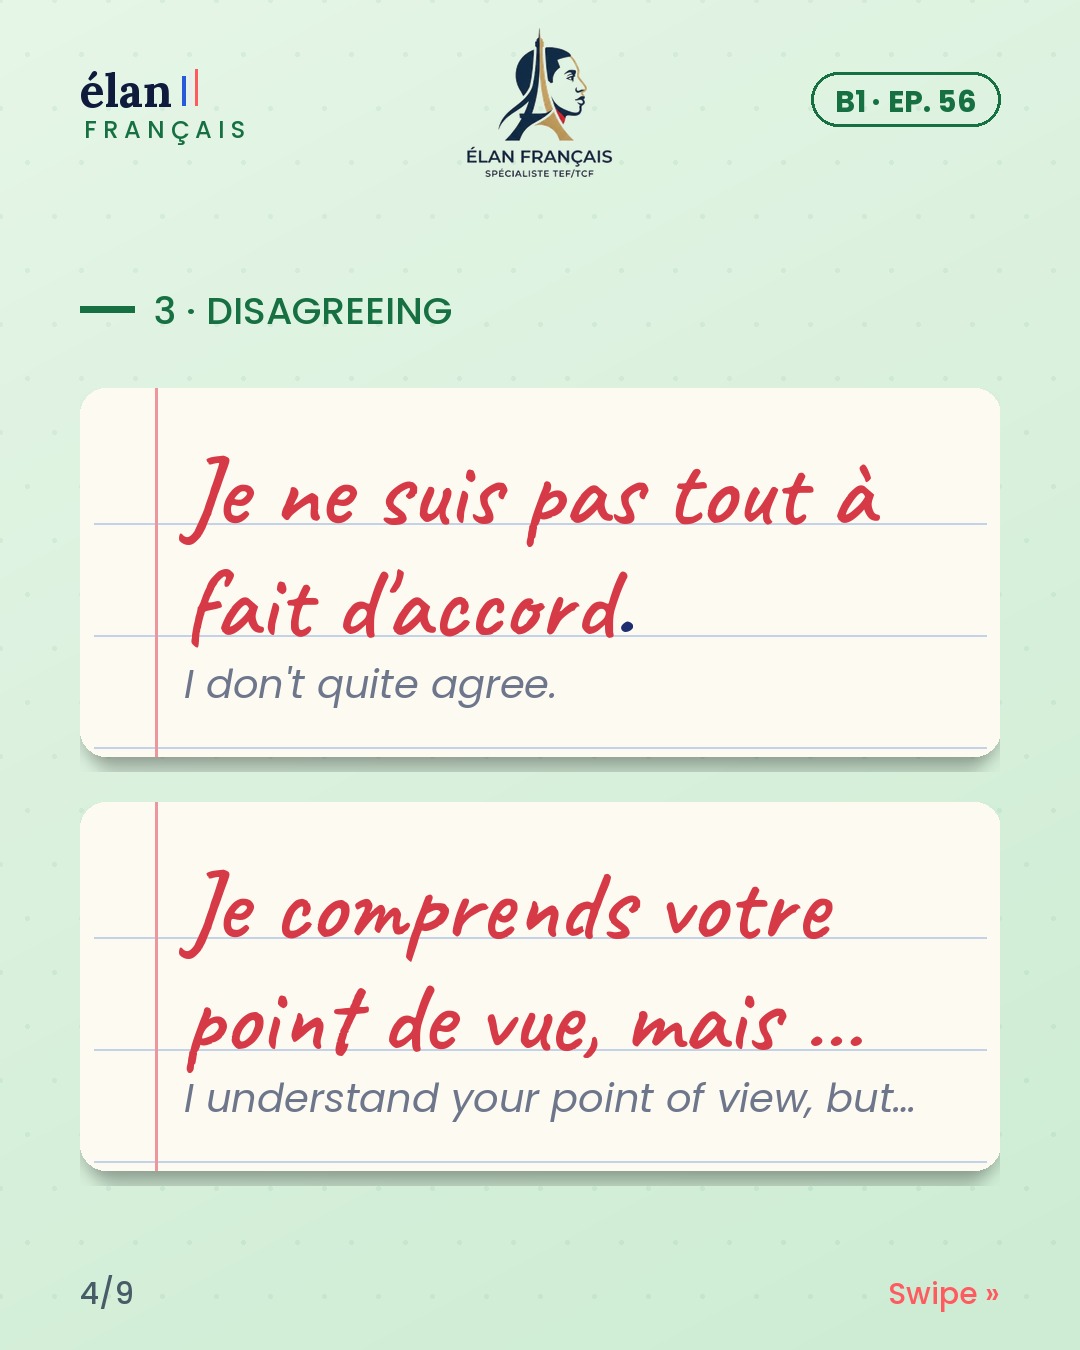 élan
FRANÇAIS
ÉLAN FRANÇAIS
SPÉCIALISTE TEF/TCF
B1 · EP. 56
3 · DISAGREEING
Je ne suis pas tout à
fait d'accord.
I don't quite agree.
Je comprends votre
point de vue, mais ...
I understand your point of view, but...
4/9
Swipe »